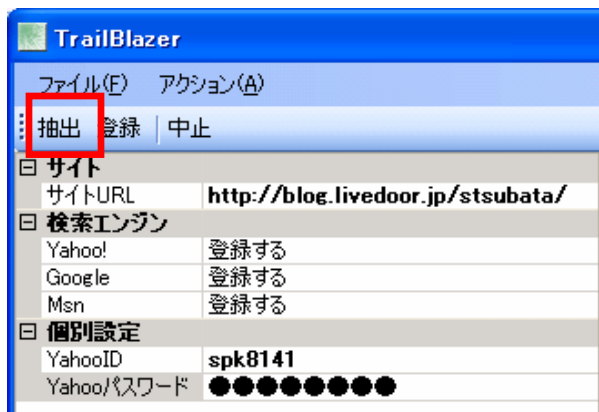 TrailBlazer
ファイル(F) アクション(A)
抽出 登録 中止
サイト
サイトURL http://blog.livedoor.jp/stsubata/
検索エンジン
Yahoo! 登録する
Google 登録する
Msn 登録する
個別設定
YahooID spk8141
Yahooパスワード ●●●●●●●●